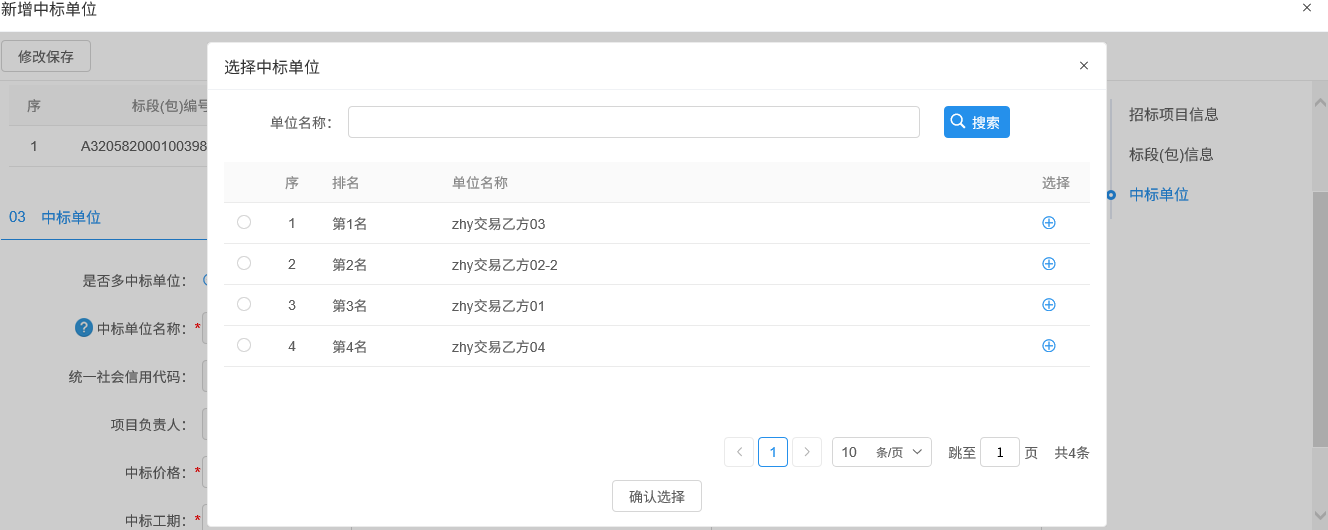 新增中标单位 ×
修改保存
选择中标单位 ×
序 标段(包)编号
单位名称： 搜索
招标项目信息
1 A320582000100398
标段(包)信息
序 排名 单位名称 选择
中标单位
03 中标单位
1 第1名 zhy交易乙方03
2 第2名 zhy交易乙方02-2
是否多中标单位：
3 第3名 zhy交易乙方01
? 中标单位名称：*
4 第4名 zhy交易乙方04
统一社会信用代码：
项目负责人：
1 10 条/页 跳至 1 页 共4条
中标价格：*
确认选择
中标工期：*